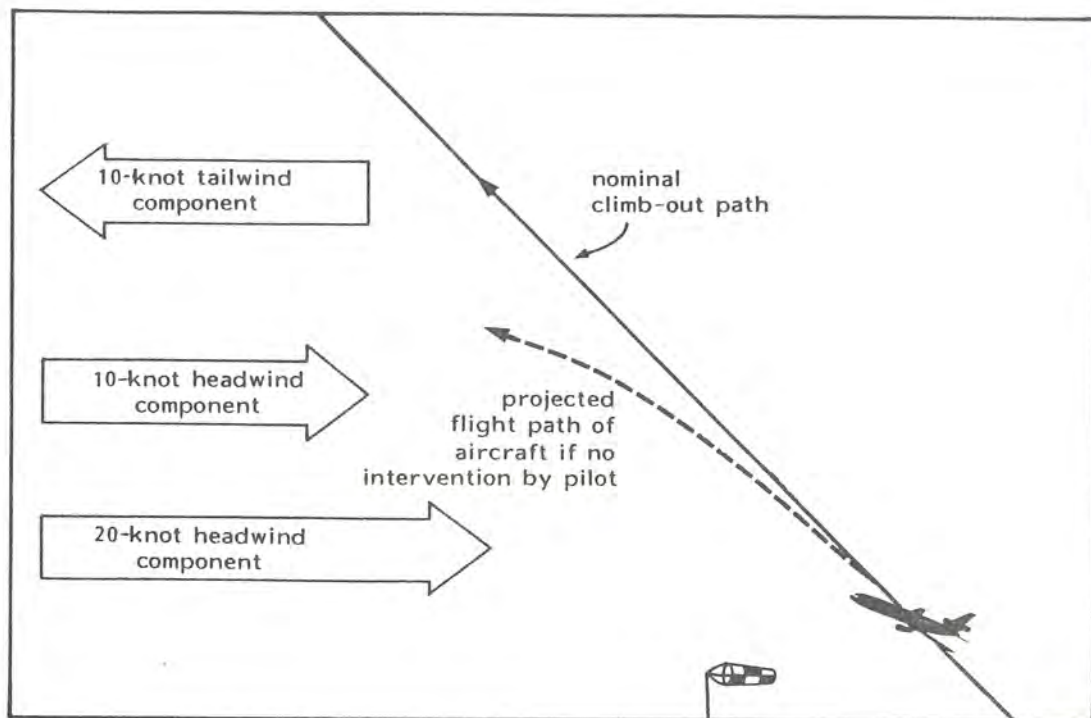 10-knot tailwind
component
nominal
climb-out path
10-knot headwind
component
projected
flight path of
aircraft if no
intervention by pilot
20-knot headwind
component